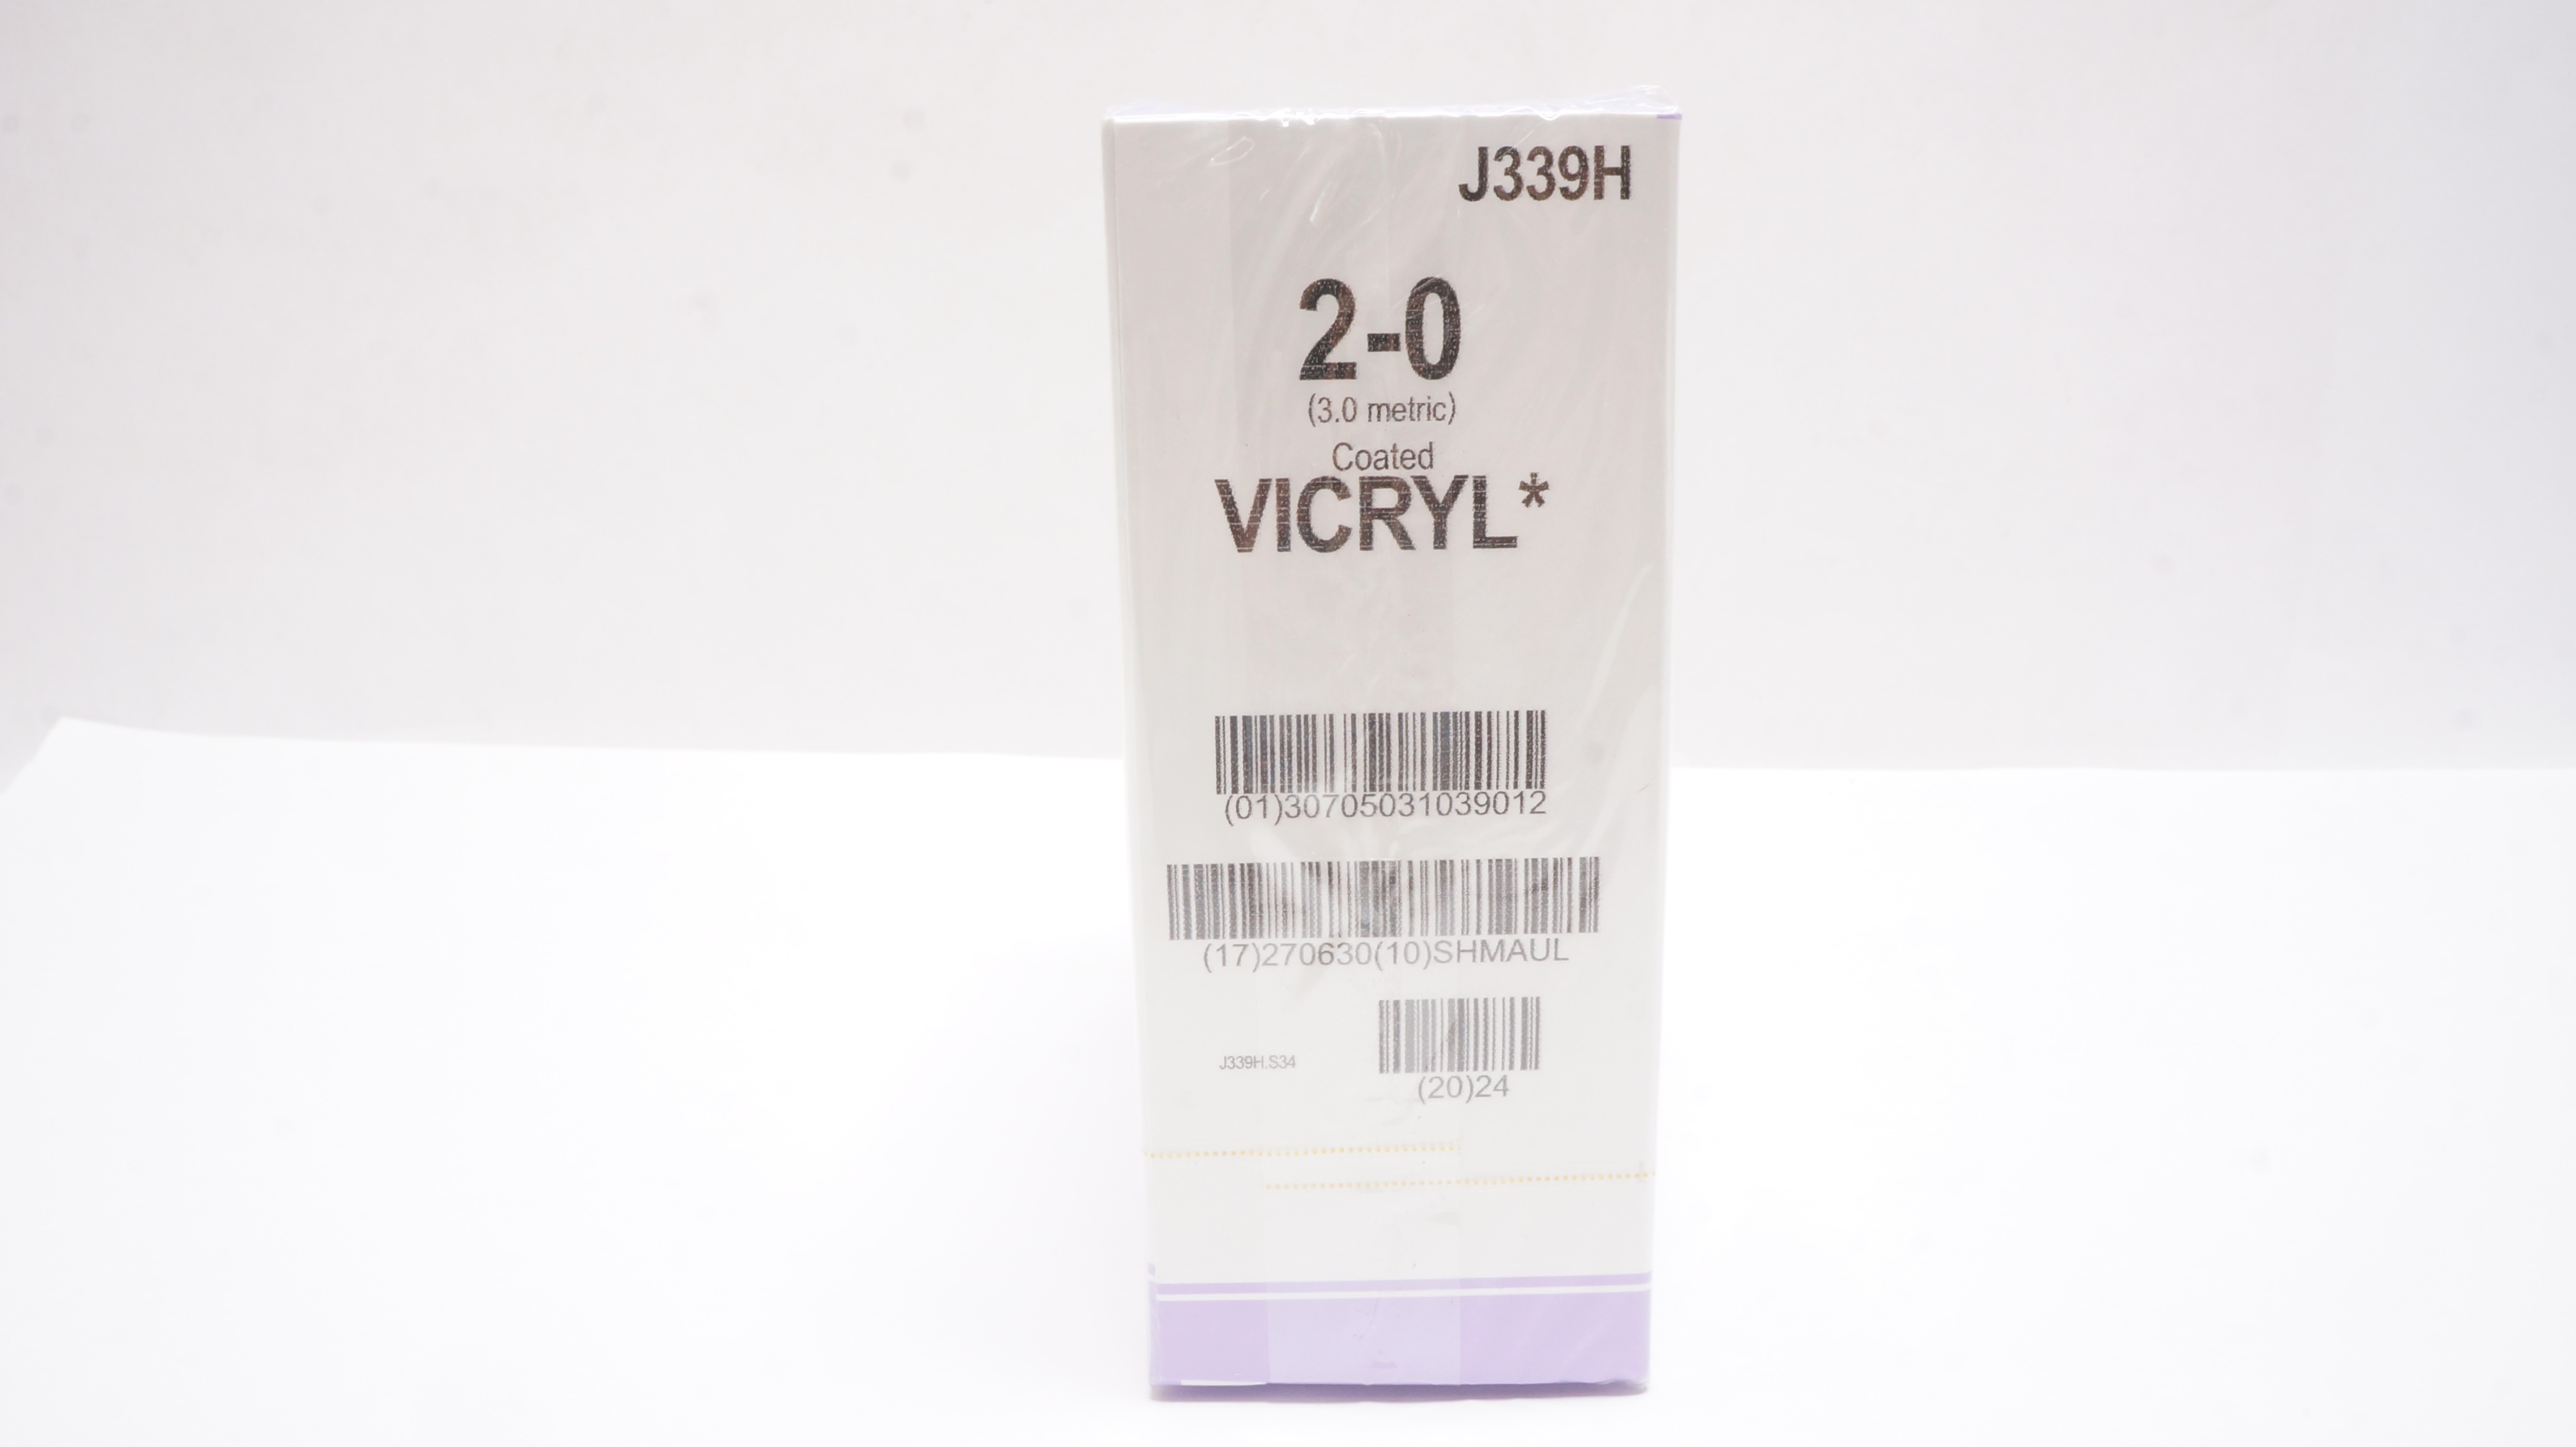 J339H
2-0
(3.0 metric)
Coated
VICRYL*
(01)30705031039012
(17)270630(10)SHMAUL
J339H.S34
(20)24